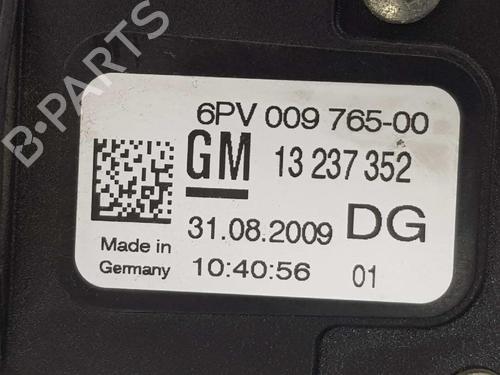 6PV 009 765-00
GM 13 237 352
31.08.2009 DG
Made in
Germany
10:40:56 01
B-PARTS